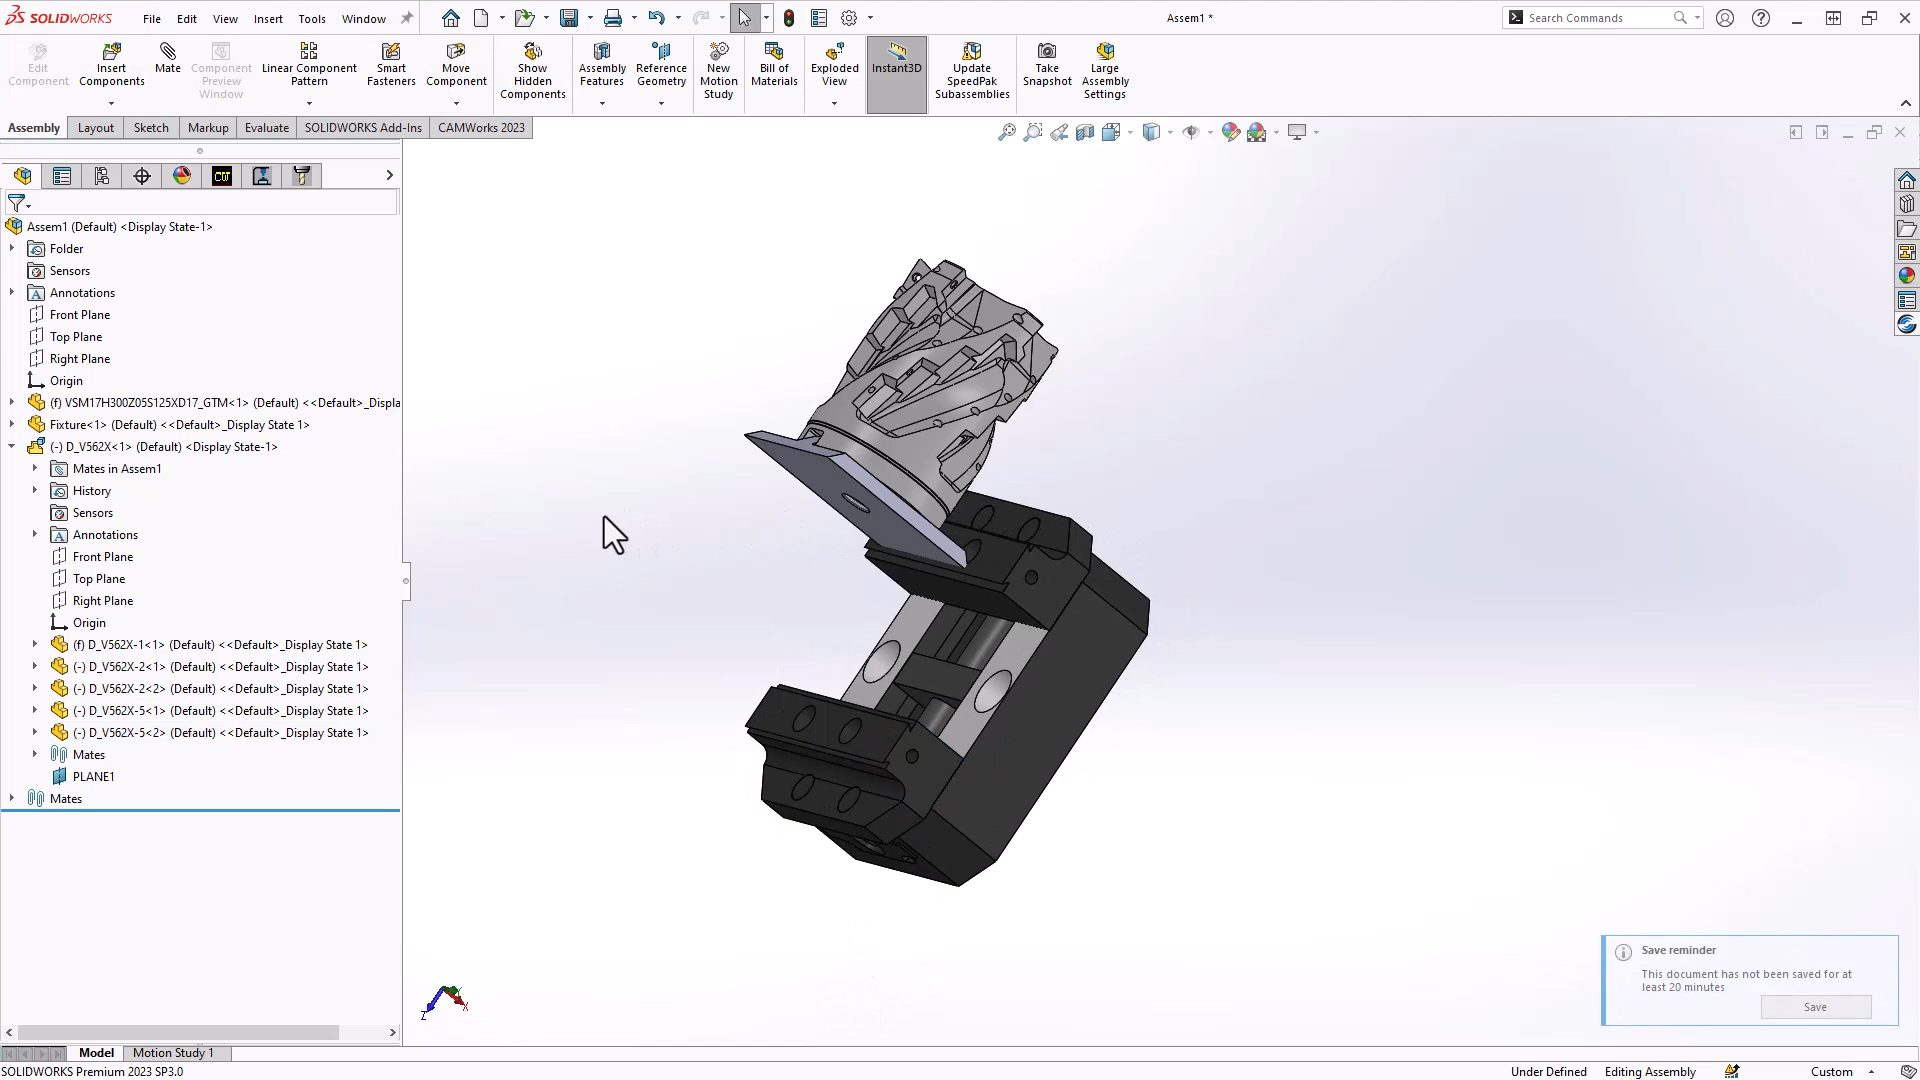 SOLIDWORKS File Edit View Insert Tools Window Assem1 * Search Commands
Edit Component
Insert Components
Mate
Component Preview Window
Linear Component Pattern
Smart Fasteners
Move Component
Show Hidden Components
Assembly Features
Reference Geometry
New Motion Study
Bill of Materials
Exploded View
Instant3D
Update SpeedPak Subassemblies
Take Snapshot
Large Assembly Settings
Assembly Layout Sketch Markup Evaluate SOLIDWORKS Add-Ins CAMWorks 2023
CW
Assem1 (Default) <Display State-1>
Folder
Sensors
Annotations
Front Plane
Top Plane
Right Plane
Origin
(f) VSM17H300Z05S125XD17_GTM<1> (Default) <<Default>_Displa
Fixture<1> (Default) <<Default>_Display State 1>
(-) D_V562X<1> (Default) <Display State-1>
Mates in Assem1
History
Sensors
Annotations
Front Plane
Top Plane
Right Plane
Origin
(f) D_V562X-1<1> (Default) <<Default>_Display State 1>
(-) D_V562X-2<1> (Default) <<Default>_Display State 1>
(-) D_V562X-2<2> (Default) <<Default>_Display State 1>
(-) D_V562X-5<1> (Default) <<Default>_Display State 1>
(-) D_V562X-5<2> (Default) <<Default>_Display State 1>
Mates
PLANE1
Mates
Z X
Save reminder
This document has not been saved for at
least 20 minutes
Save
Model Motion Study 1
SOLIDWORKS Premium 2023 SP3.0 Under Defined Editing Assembly Custom